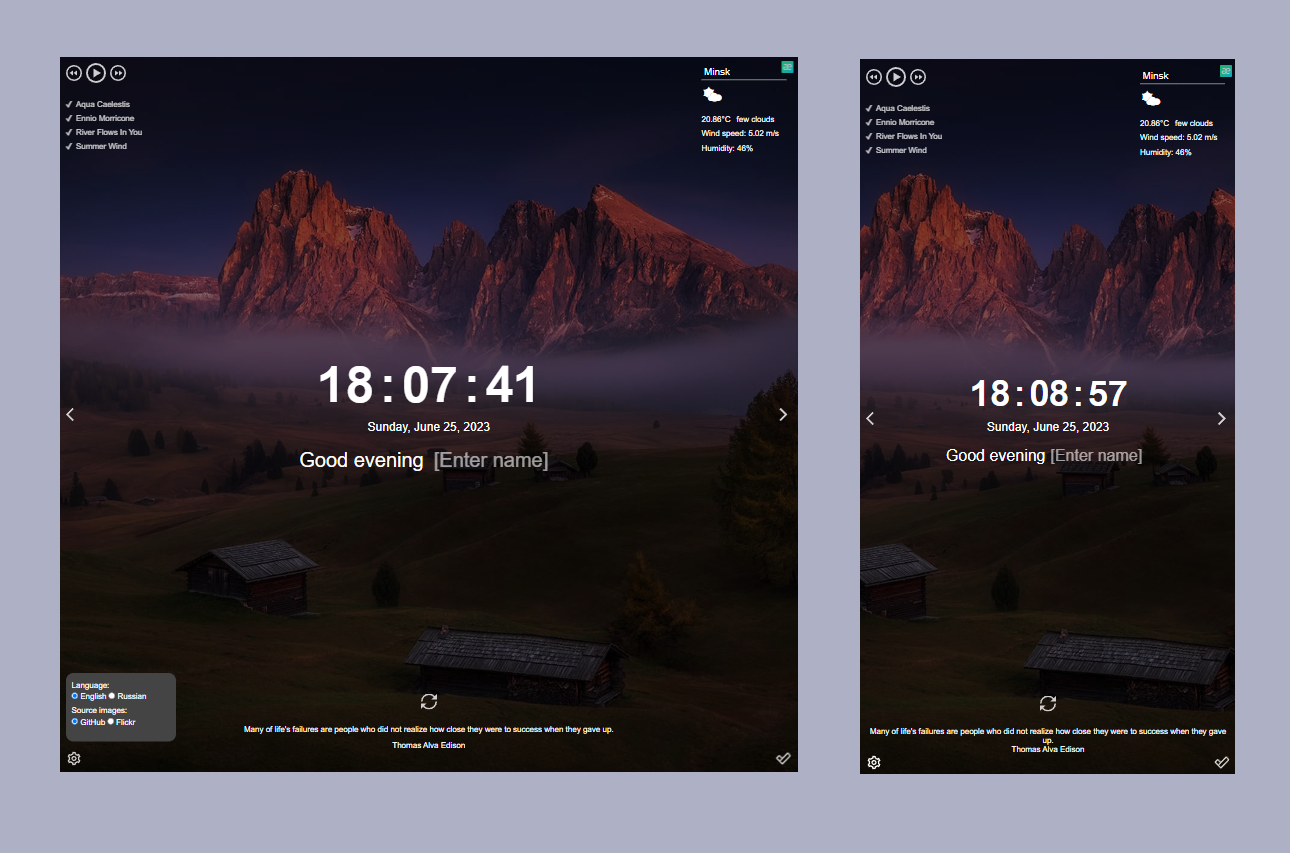 Minsk
æ
✔ Aqua Caelestis
✔ Ennio Morricone
✔ River Flows In You
✔ Summer Wind
20.86°C few clouds
Wind speed: 5.02 m/s
Humidity: 46%
18:07:41
Sunday, June 25, 2023
Good evening [Enter name]
Language:
English Russian
Source images:
GitHub Flickr
Many of life's failures are people who did not realize how close they were to success when they gave up.
Thomas Alva Edison
Minsk
æ
✔ Aqua Caelestis
✔ Ennio Morricone
✔ River Flows In You
✔ Summer Wind
20.86°C few clouds
Wind speed: 5.02 m/s
Humidity: 46%
18:08:57
Sunday, June 25, 2023
Good evening [Enter name]
Many of life's failures are people who did not realize how close they were to success when they gave
up.
Thomas Alva Edison